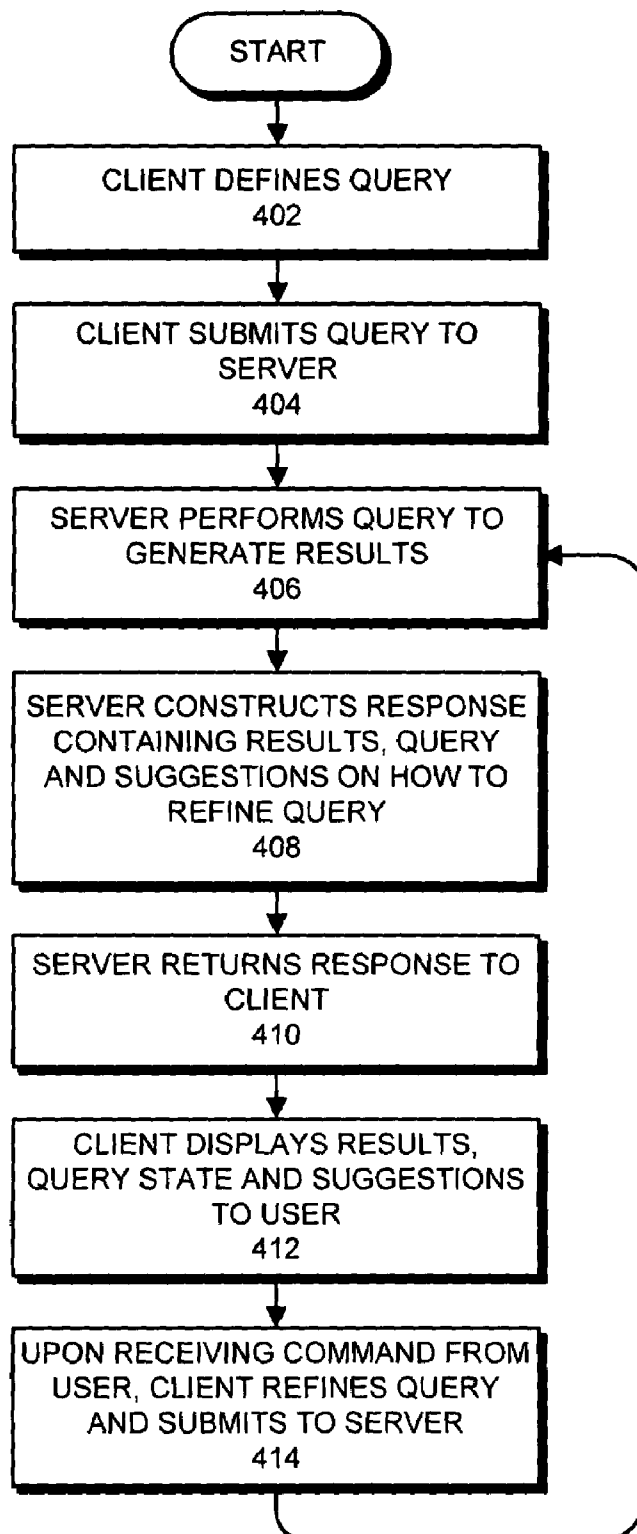 START
CLIENT DEFINES QUERY
402
CLIENT SUBMITS QUERY TO
SERVER
404
SERVER PERFORMS QUERY TO
GENERATE RESULTS
406
SERVER CONSTRUCTS RESPONSE
CONTAINING RESULTS, QUERY
AND SUGGESTIONS ON HOW TO
REFINE QUERY
408
SERVER RETURNS RESPONSE TO
CLIENT
410
CLIENT DISPLAYS RESULTS,
QUERY STATE AND SUGGESTIONS
TO USER
412
UPON RECEIVING COMMAND FROM
USER, CLIENT REFINES QUERY
AND SUBMITS TO SERVER
414